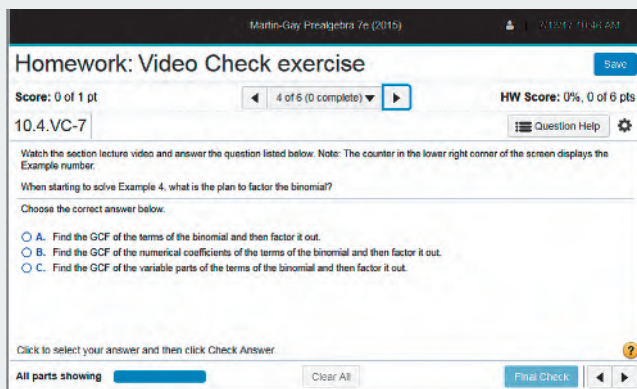 Martin-Gay Prealgebra 7e (2015)
Homework: Video Check exercise
Save
Score: 0 of 1 pt
4 of 6 (0 complete)
HW Score: 0%, 0 of 6 pts
10.4.VC-7
Question Help
Watch the section lecture video and answer the question listed below. Note: The counter in the lower right corner of the screen displays the
Example number.
When starting to solve Example 4, what is the plan to factor the binomial?
Choose the correct answer below.
A. Find the GCF of the terms of the binomial and then factor it out.
B. Find the GCF of the numerical coefficients of the terms of the binomial and then factor it out.
C. Find the GCF of the variable parts of the terms of the binomial and then factor it out.
Click to select your answer and then click Check Answer
?
All parts showing
Clear All
Final Check